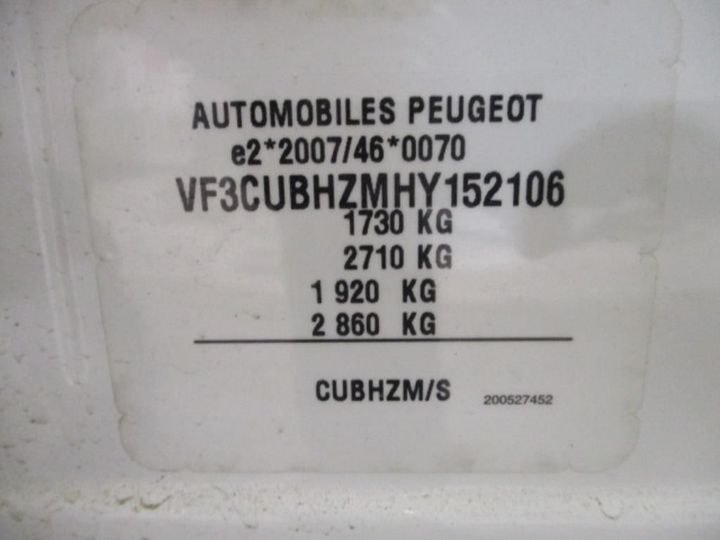 AUTOMOBILES PEUGEOT
e2*2007/46*0070
VF3CUBHZMHY152106
1730 KG
2710 KG
1 920 KG
2 860 KG
CUBHZM/S 200527452